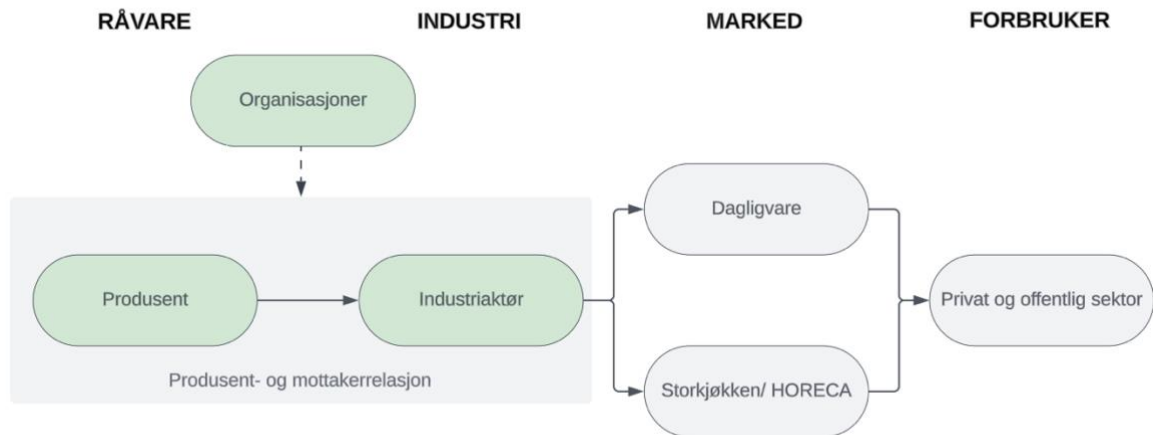 RÅVARE
INDUSTRI
MARKED
FORBRUKER
Organisasjoner
Dagligvare
Produsent
Industriaktør
Privat og offentlig sektor
Produsent- og mottakerrelasjon
Storkjøkken/ HORECA